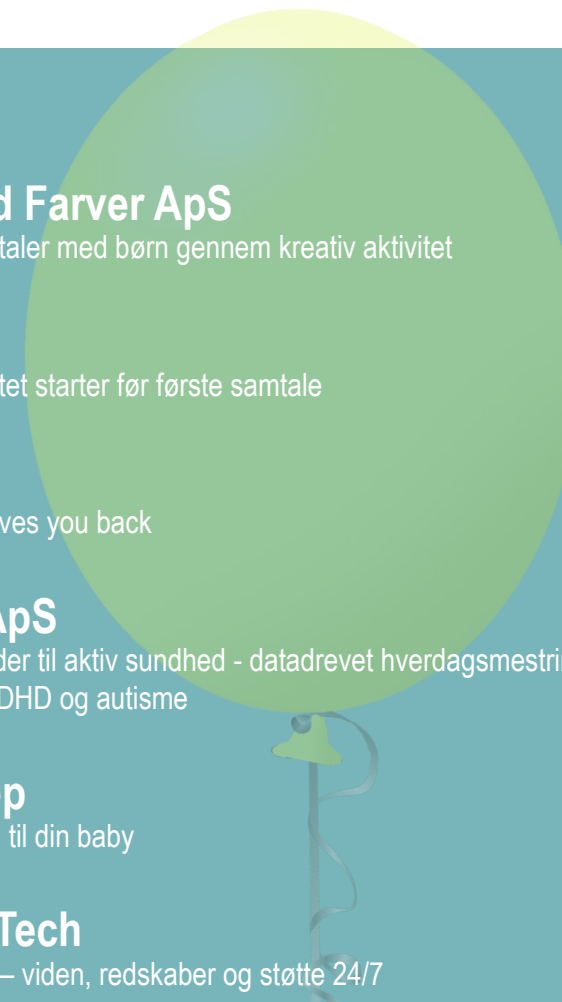 d Farver ApS
taler med børn gennem kreativ aktivitet
tet starter før første samtale
ves you back
ApS
der til aktiv sundhed - datadrevet hverdagsmestri
DHD og autisme
ep
til din baby
Tech
– viden, redskaber og støtte 24/7